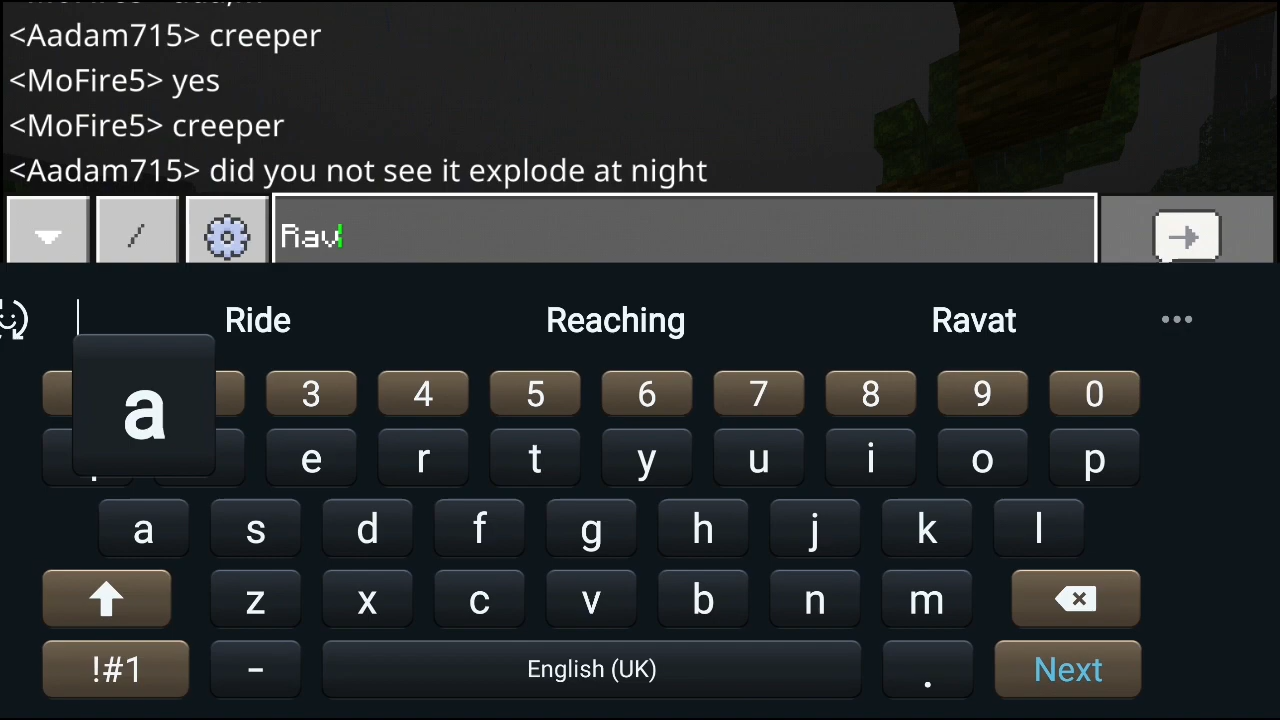 <Aadam715> creeper
<MoFire5> yes
<MoFire5> creeper
<Aadam715> did you not see it explode at night
/
Rav
Ride Reaching Ravat
a
3 4 5 6 7 8 9 0
e r t y u i o p
a s d f g h j k l
z x c v b n m
!#1 - English (UK) . Next